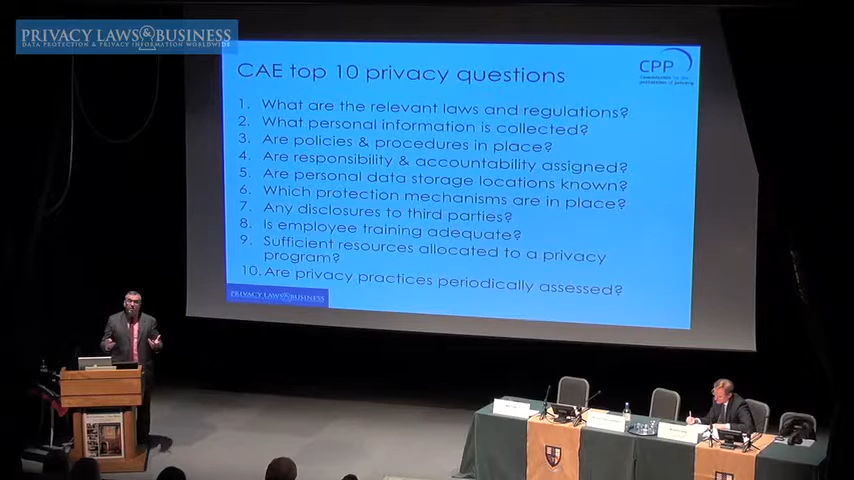 PRIVACY LAWS&BUSINESS
DATA PROTECTION & PRIVACY INFORMATION WORLDWIDE
CAE top 10 privacy questions
CPP
1. What are the relevant laws and regulations?
2. What personal information is collected?
3. Are policies & procedures in place?
4. Are responsibility & accountability assigned?
5. Are personal data storage locations known?
6. Which protection mechanisms are in place?
7. Any disclosures to third parties?
8. Is employee training adequate?
9. Sufficient resources allocated to a privacy
program?
10. Are privacy practices periodically assessed?
PRIVACY LAWS&BUSINESS